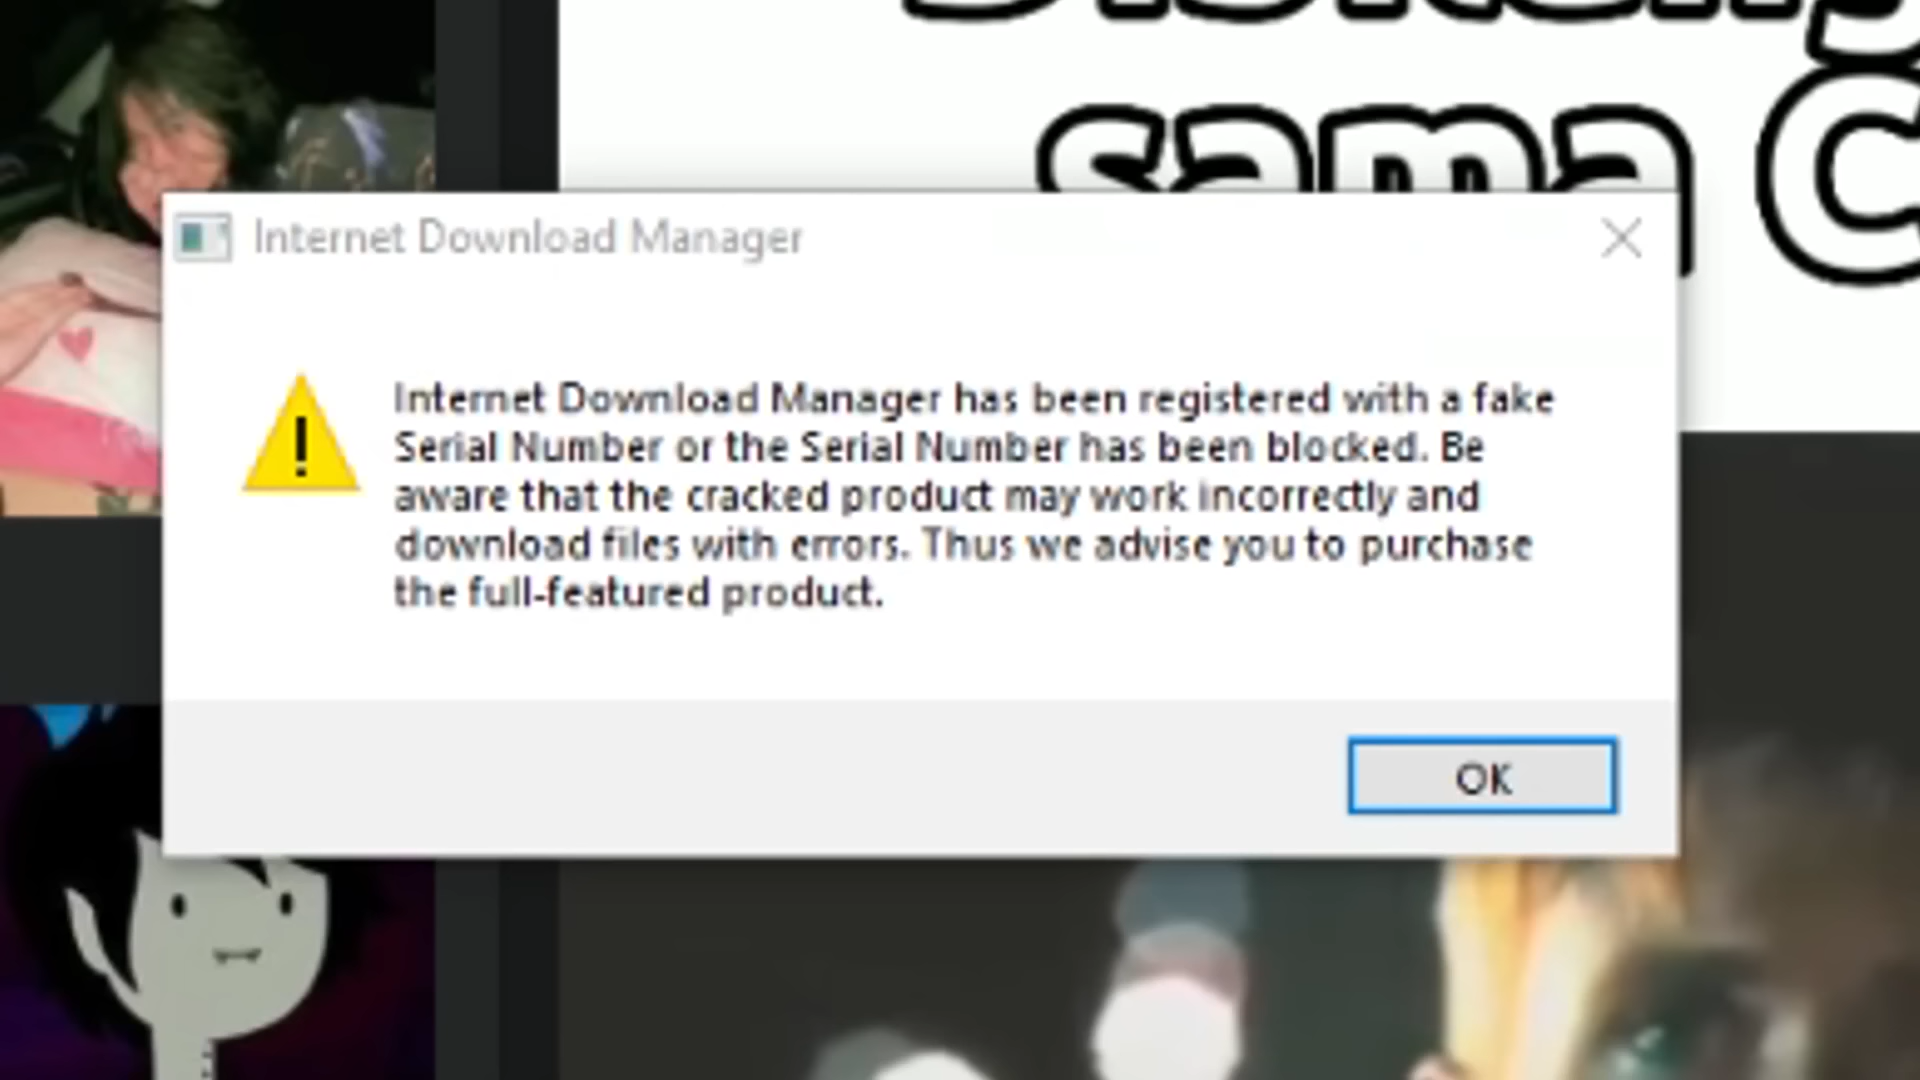 sama
Internet Download Manager
Internet Download Manager has been registered with a fake
Serial Number or the Serial Number has been blocked. Be
aware that the cracked product may work incorrectly and
download files with errors. Thus we advise you to purchase
the full-featured product.
OK